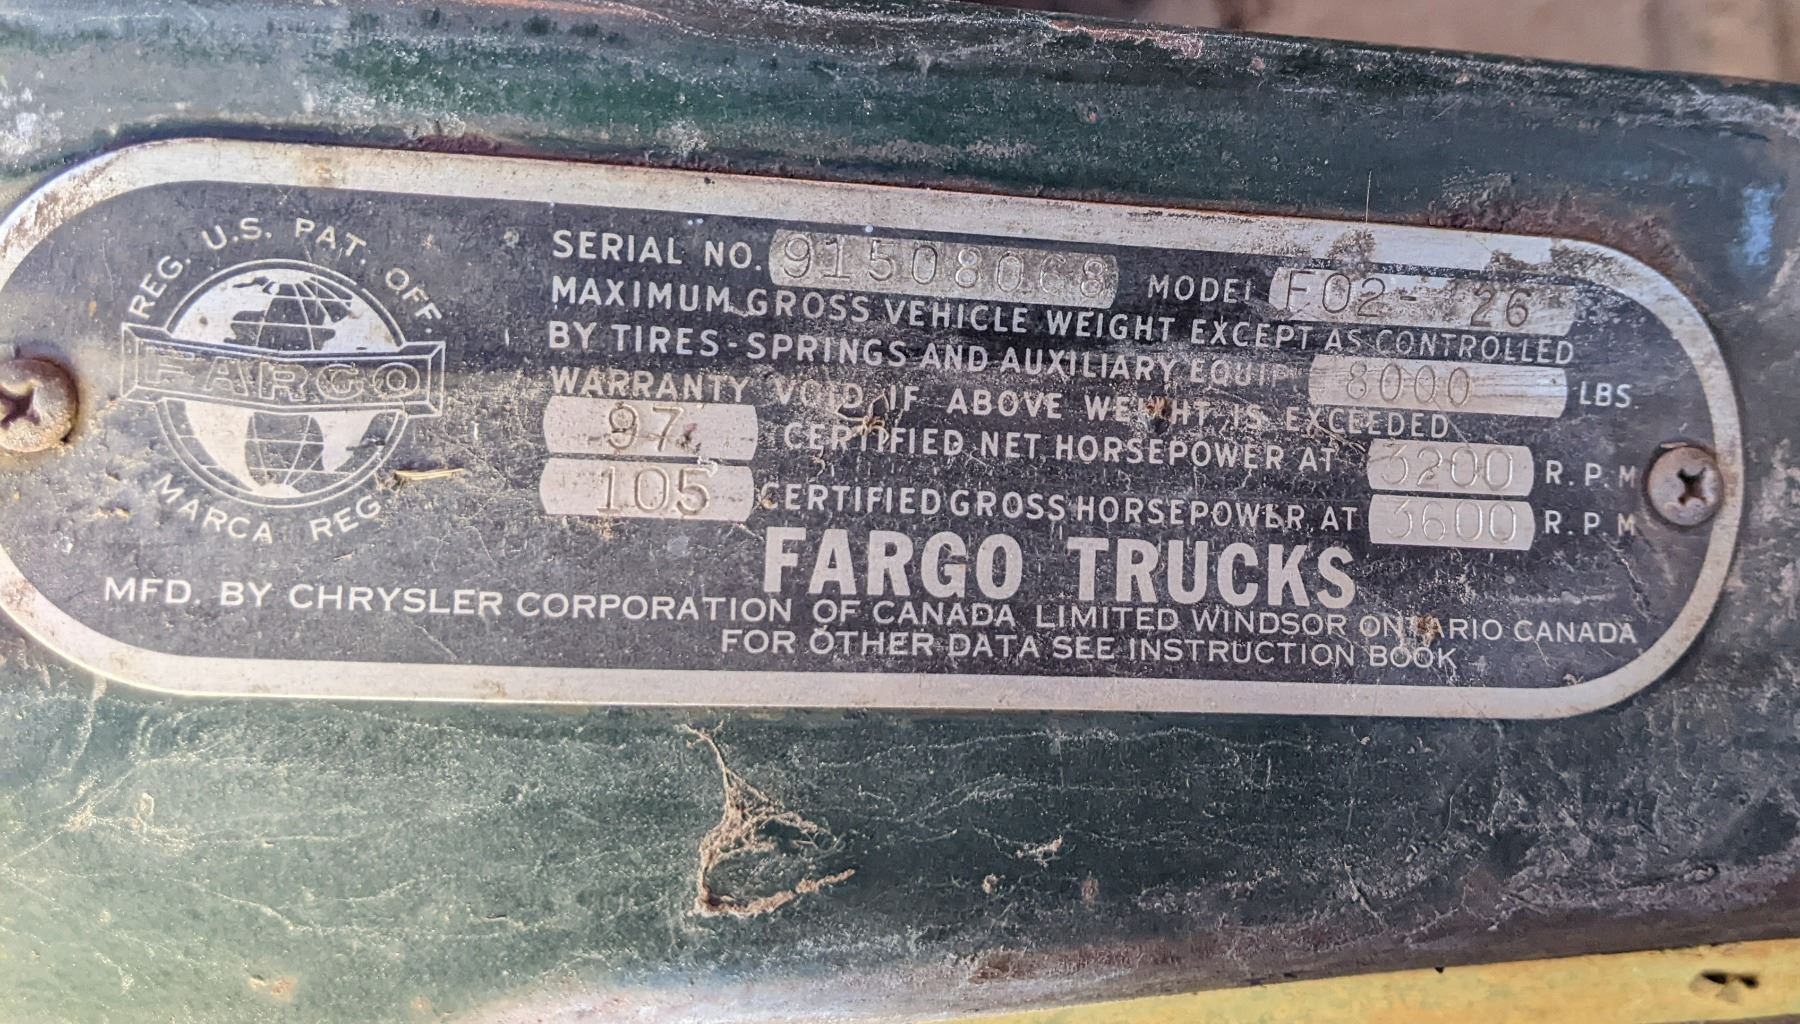 REG. U.S. PAT. OFF.
FARGO
MARCA REG.
SERIAL NO. 91508068 MODEL FO2- 26
MAXIMUM GROSS VEHICLE WEIGHT EXCEPT AS CONTROLLED
BY TIRES-SPRINGS AND AUXILIARY EQUIP 8000 LBS.
WARRANTY VOID IF ABOVE WEIGHT IS EXCEEDED
97 CERTIFIED NET HORSEPOWER AT 3200 R.P.M
105 CERTIFIED GROSS HORSEPOWER AT 3600 R.P.M
FARGO TRUCKS
MFD. BY CHRYSLER CORPORATION OF CANADA LIMITED WINDSOR ONTARIO CANADA
FOR OTHER DATA SEE INSTRUCTION BOOK